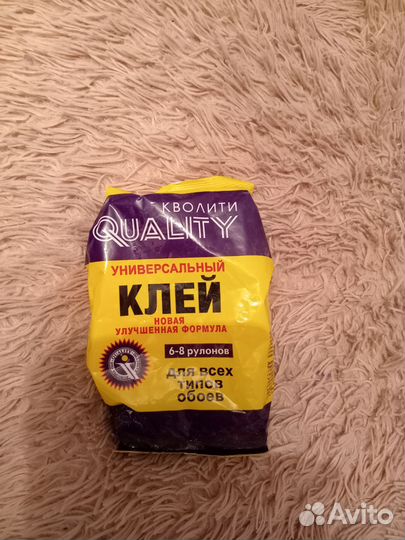 КВОЛИТИ
QUALITY
УНИВЕРСАЛЬНЫЙ
КЛЕЙ
НОВАЯ
УЛУЧШЕННАЯ ФОРМУЛА
6-8 рулонов
для всех
типов
обоев
Avito